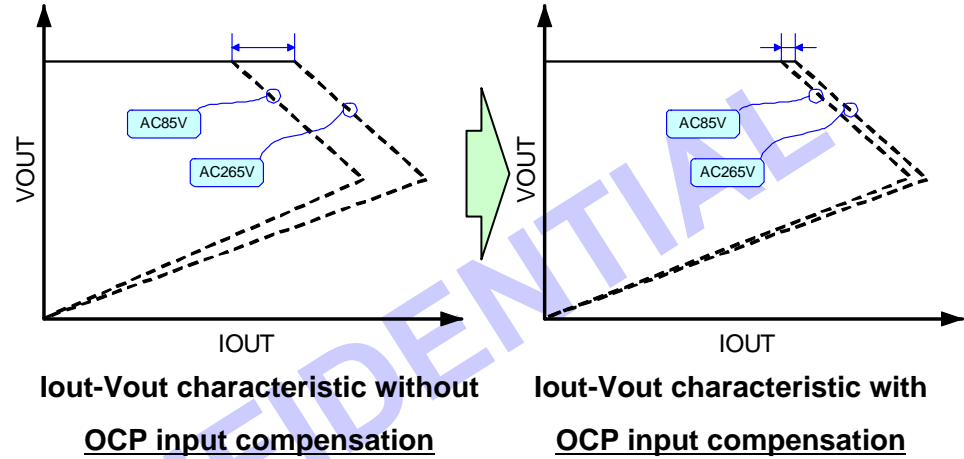 VOUT
AC85V
AC265V
IOUT
Iout-Vout characteristic without
OCP input compensation
VOUT
AC85V
AC265V
IOUT
Iout-Vout characteristic with
OCP input compensation
FIDENTIAL